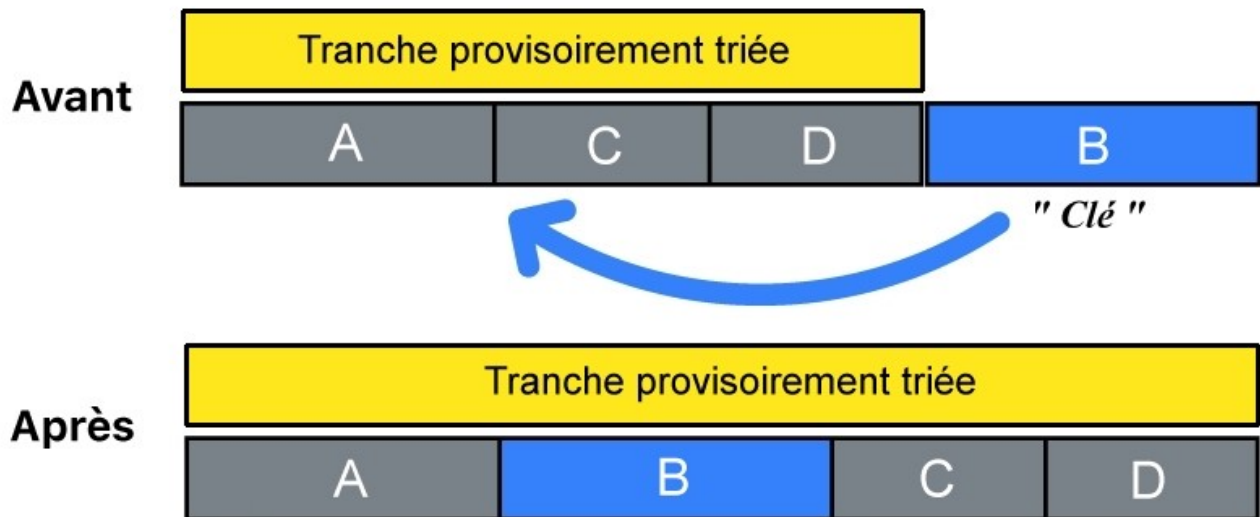 Tranche provisoirement triée
Avant
A C D B
" Clé "
Tranche provisoirement triée
Après
A B C D